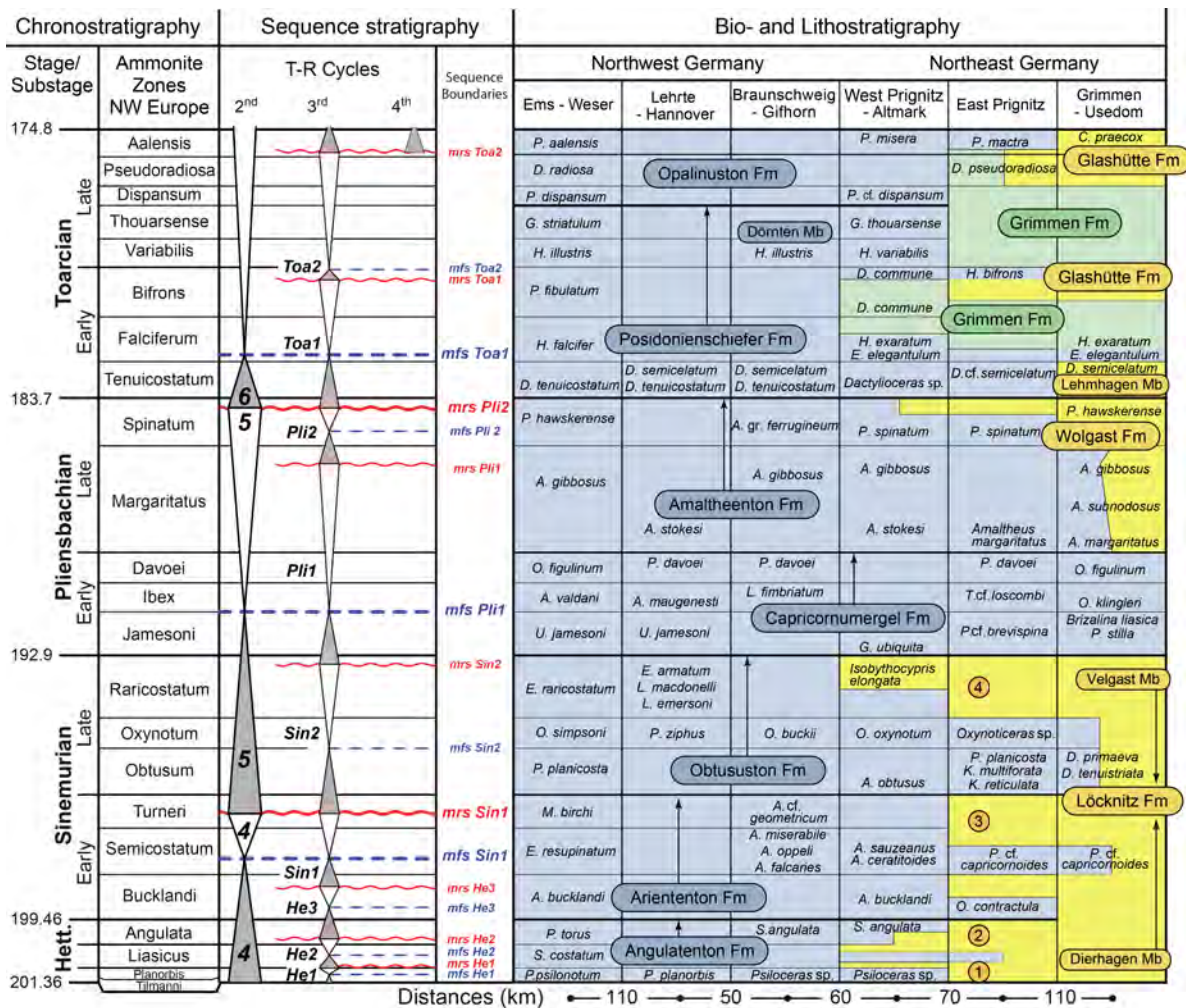 Chronostratigraphy
Sequence stratigraphy
Bio- and Lithostratigraphy
Stage/
Substage
Ammonite
Zones
NW Europe
T-R Cycles
2nd
3rd
4th
Sequence
Boundaries
Northwest Germany
Northeast Germany
Ems - Weser
Lehrte
- Hannover
Braunschweig
- Gifhorn
West Prignitz
- Altmark
East Prignitz
Grimmen
- Usedom
174.8
183.7
192.9
199.46
201.36
Toarcian
Late
Early
Pliensbachian
Late
Early
Sinemurian
Late
Early
Hett.
Aalensis
Pseudoradiosa
Dispansum
Thouarsense
Variabilis
Bifrons
Falciferum
Tenuicostatum
Spinatum
Margaritatus
Davoei
Ibex
Jamesoni
Raricostatum
Oxynotum
Obtusum
Turneri
Semicostatum
Bucklandi
Angulata
Liasicus
Planorbis
Tilmanni
6
5
5
4
4
Toa2
Toa1
Pli2
Pli1
Sin2
Sin1
He3
He2
He1
mrs Toa2
mfs Toa2
mrs Toa1
mfs Toa1
mrs Pli2
mfs Pli 2
mrs Pli1
mfs Pli1
mrs Sin2
mfs Sin2
mrs Sin1
mfs Sin1
mrs He3
mfs He3
mrs He2
mfs He2
mrs He1
mfs He1
P. aalensis
D. radiosa
P. dispansum
G. striatulum
H. illustris
P. fibulatum
H. falcifer
D. tenuicostatum
P. hawskerense
A. gibbosus
O. figulinum
A. valdani
U. jamesoni
E. raricostatum
O. simpsoni
P. planicosta
M. birchi
E. resupinatum
A. bucklandi
P. torus
S. costatum
P.psilonotum
Opalinuston Fm
Posidonienschiefer Fm
D. semicelatum
D. tenuicostatum
Amaltheenton Fm
A. stokesi
P. davoei
A. maugenesti
U. jamesoni
E. armatum
L. macdonelli
L. emersoni
P. ziphus
Obtususton Fm
Arietenton Fm
Angulatenton Fm
P. planorbis
Dörnten Mb
H. illustris
D. semicelatum
D. tenuicostatum
A. gr. ferrugineum
A. gibbosus
P. davoei
L. fimbriatum
Capricornumergel Fm
O. buckii
A. cf.
geometricum
A. miserabile
A. oppeli
A. falcanes
S.angulata
Psiloceras sp.
P. misera
P. cf. dispansum
G. thouarsense
H. variabilis
D. commune
D. commune
H. exaratum
E. elegantulum
Dactylioceras sp.
P. spinatum
A. gibbosus
A. stokesi
G. ubiquita
Isobythocypris
elongata
O. oxynotum
A. obtusus
A. sauzeanus
A. ceratitoides
A. bucklandi
S. angulata
Psiloceras sp.
P. mactra
D. pseudoradiosa
Grimmen Fm
H. bifrons
Grimmen Fm
D.cf. semicelatum
P. spinatum
Amaltheus
margaritatus
P. davoei
T.cf. loscombi
P.cf. brevispina
4
Oxynoticeras sp.
P. planicosta
K. multiforata
K. reticulata
3
P. cf.
capricornoides
O. contractula
2
1
C. praecox
Glashütte Fm
Glashütte Fm
H. exaratum
E. elegantulum
D. semicelatum
Lehmhagen Mb
P. hawskerense
Wolgast Fm
A. gibbosus
A. subnodosus
A. margaritatus
O. figulinum
O. klingieri
Brizalina liasica
P. stilla
Velgast Mb
D. primaeva
D. tenuistriata
Löcknitz Fm
P. cf.
capricornoides
Dierhagen Mb
Distances (km)
110
50
60
70
110